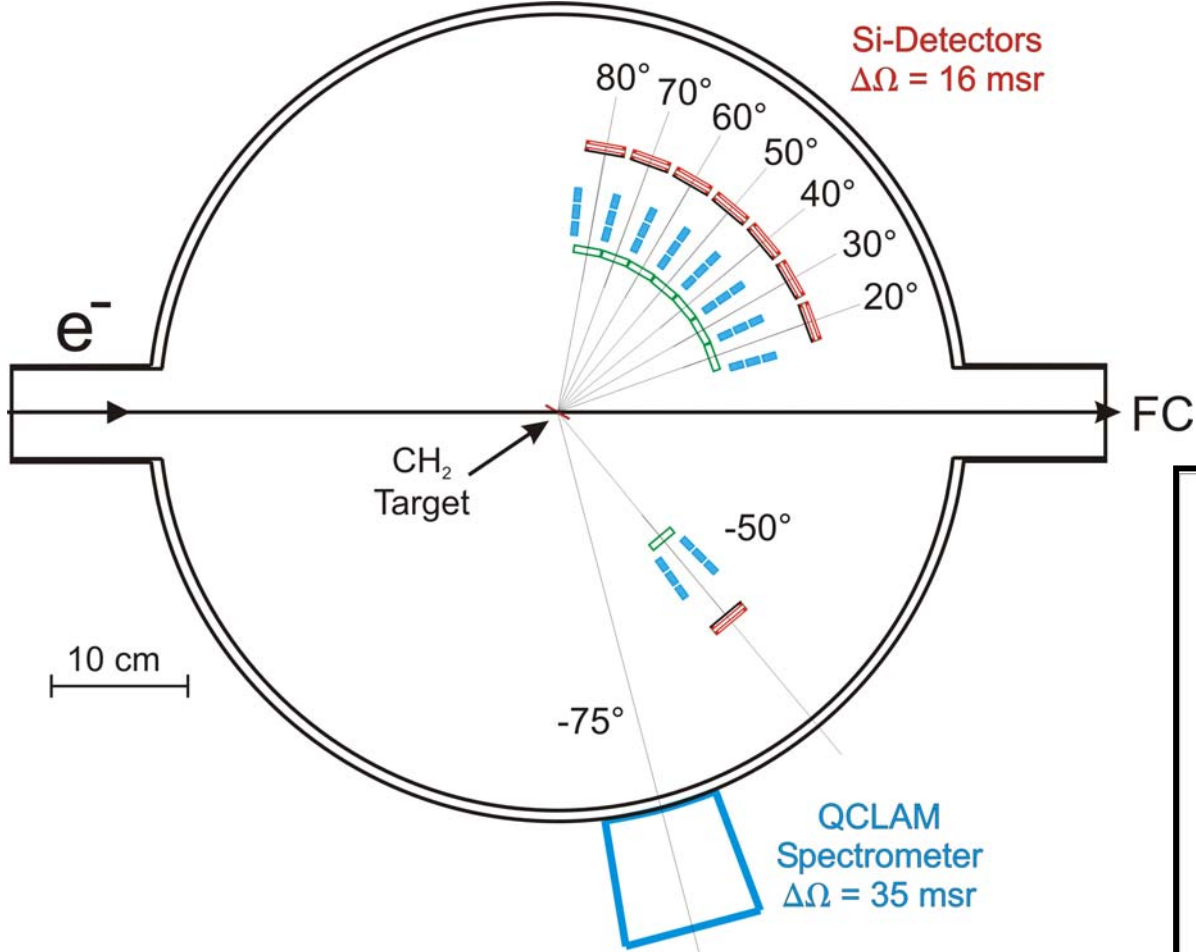 Si-Detectors
ΔΩ = 16 msr
80°
70°
60°
50°
40°
30°
20°
e⁻
FC
CH₂
Target
-50°
10 cm
-75°
QCLAM
Spectrometer
ΔΩ = 35 msr